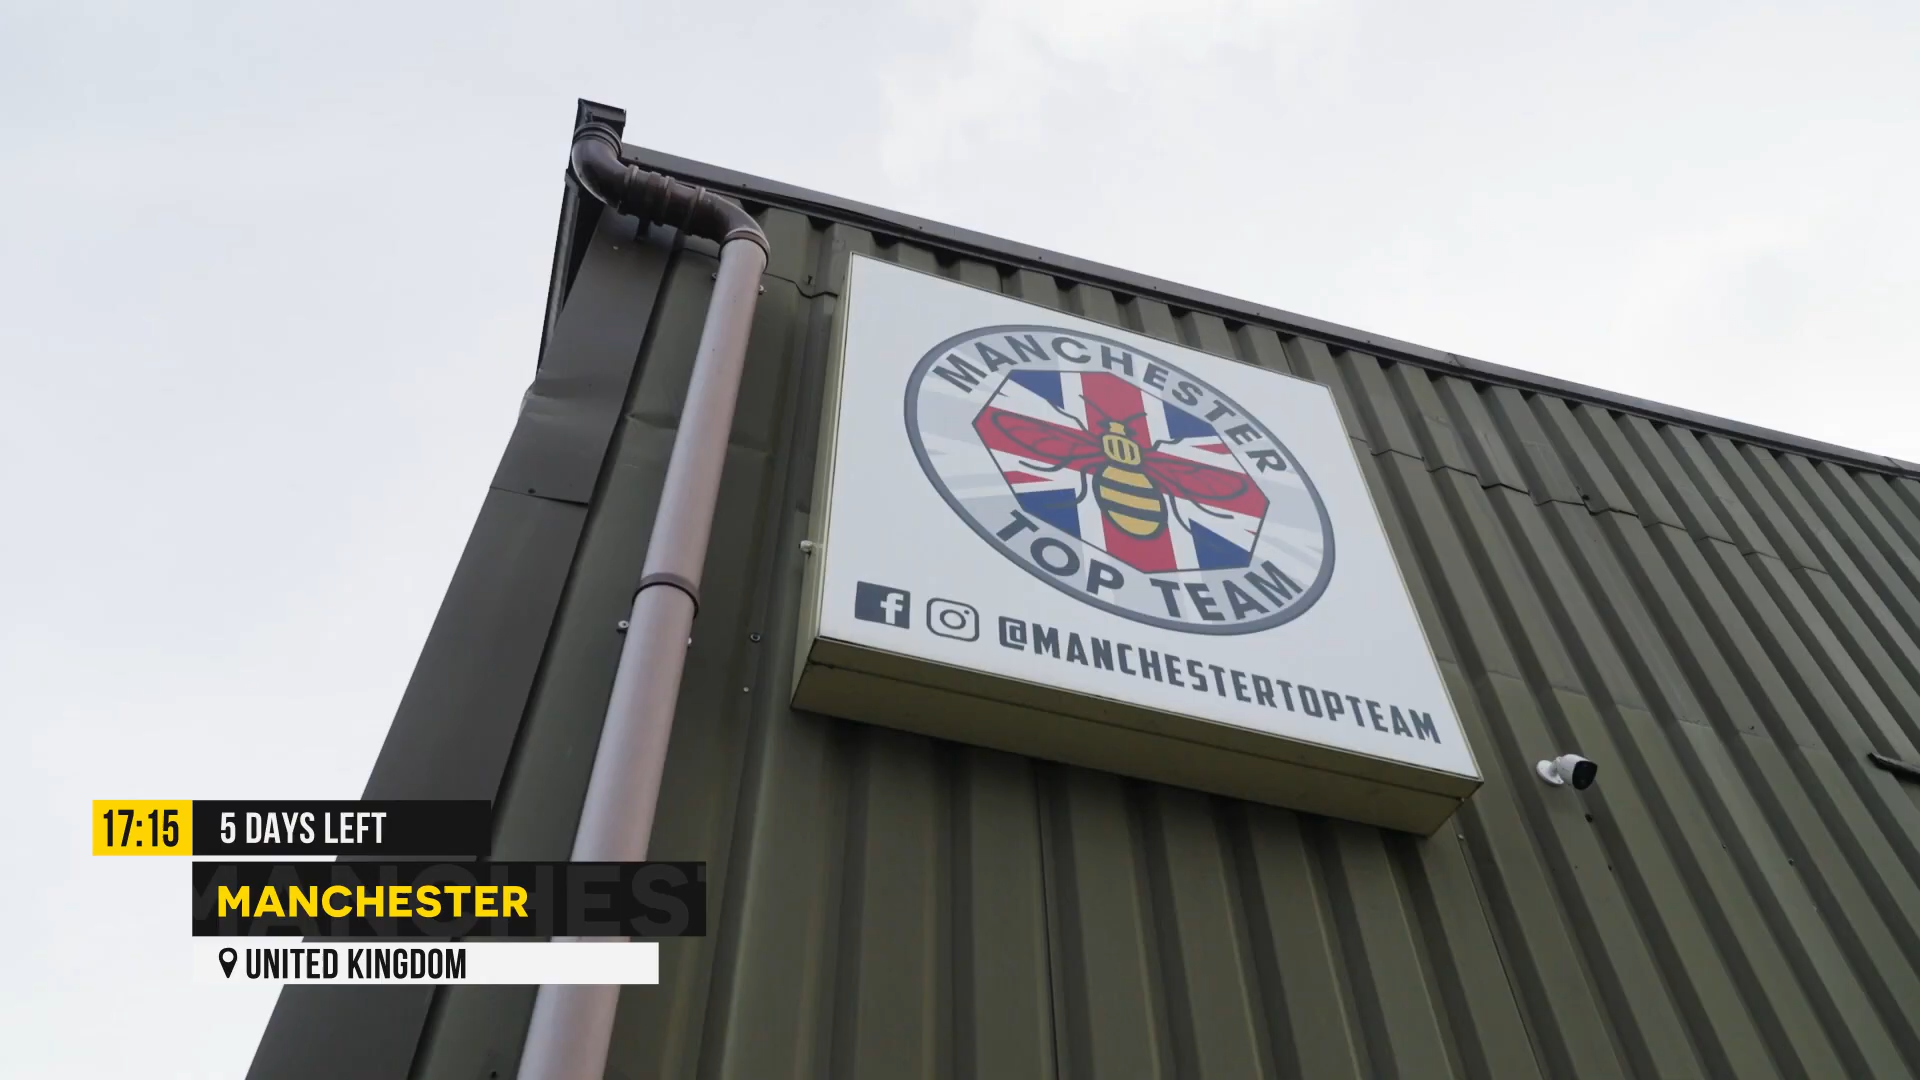 MANCHESTER
TOP TEAM
@MANCHESTERTOPTEAM
17:15
5 DAYS LEFT
MANCHESTER
UNITED KINGDOM